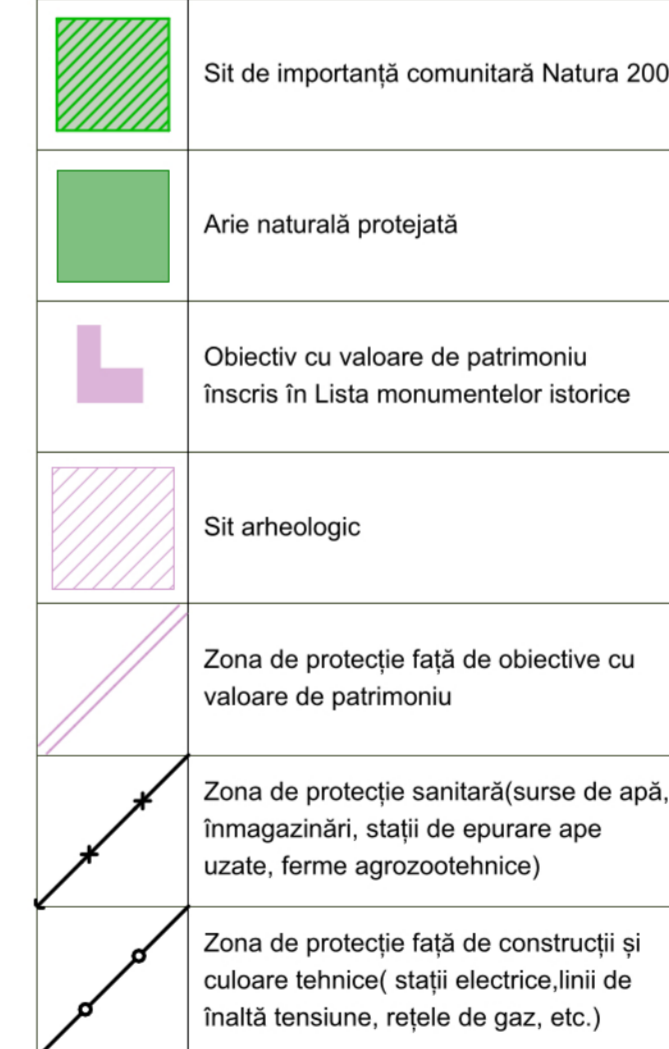 Sit de importanță comunitară Natura 200
Arie naturală protejată
Obiectiv cu valoare de patrimoniu
înscris în Lista monumentelor istorice
Sit arheologic
Zona de protecție față de obiective cu
valoare de patrimoniu
Zona de protecție sanitară(surse de apă,
înmagazinări, stații de epurare ape
uzate, ferme agrozootehnice)
Zona de protecție față de construcții și
culoare tehnice( stații electrice,linii de
înaltă tensiune, rețele de gaz, etc.)